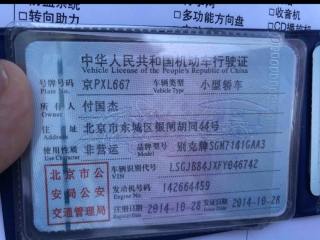 转向助力
□多功能方向盘
□收音机
中华人民共和国机动车行驶证
Vehicle License of the People's Republic of China
号牌号码 京PXL667 车辆类型 小型轿车
Plate No. Vehicle Type
所有人 付国杰
Owner
住址 北京市东城区银闸胡同44号
Address
使用性质 非营运 品牌型号 别克牌SGM7141GAA3
Use Character Model
北京市公安局公安交通管理局
车辆识别代号 LSGJB84JXFY046742
VIN
发动机号码 142664459
Engine No.
注册日期 2014-10-28 发证日期 2014-10-28
Register Date Issue Date